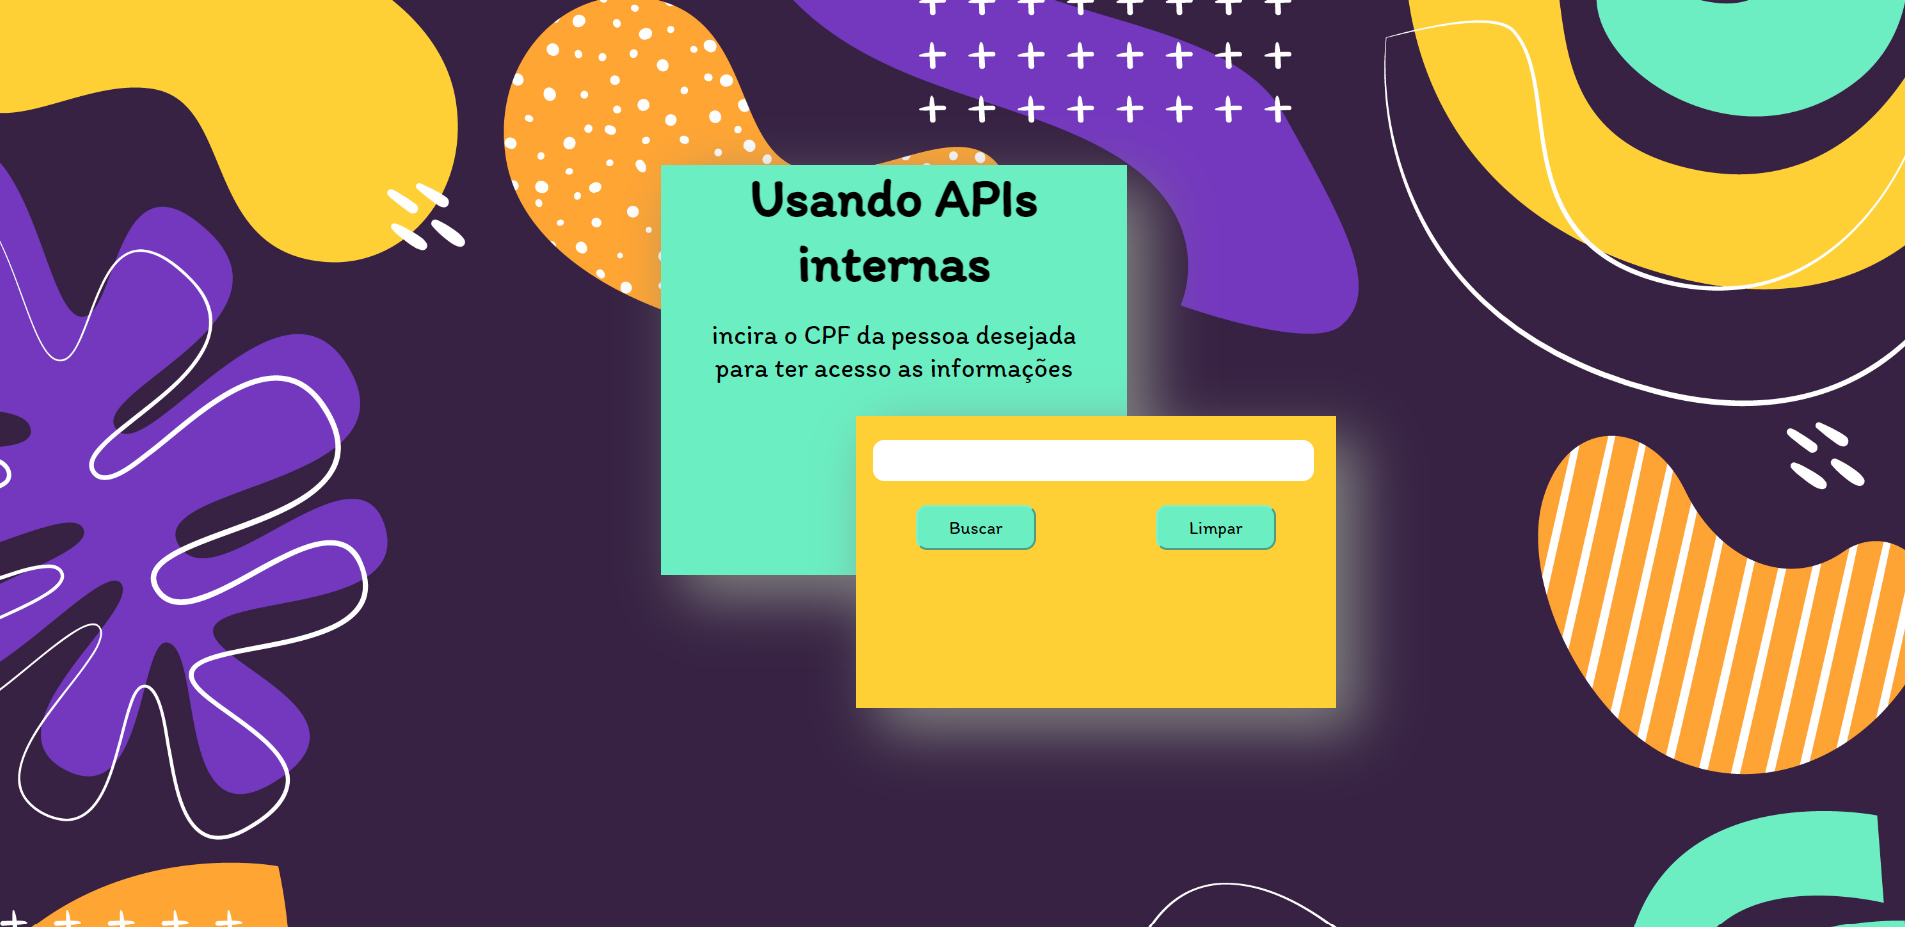 Usando APIs
internas
incira o CPF da pessoa desejada
para ter acesso as informações
Buscar
Limpar